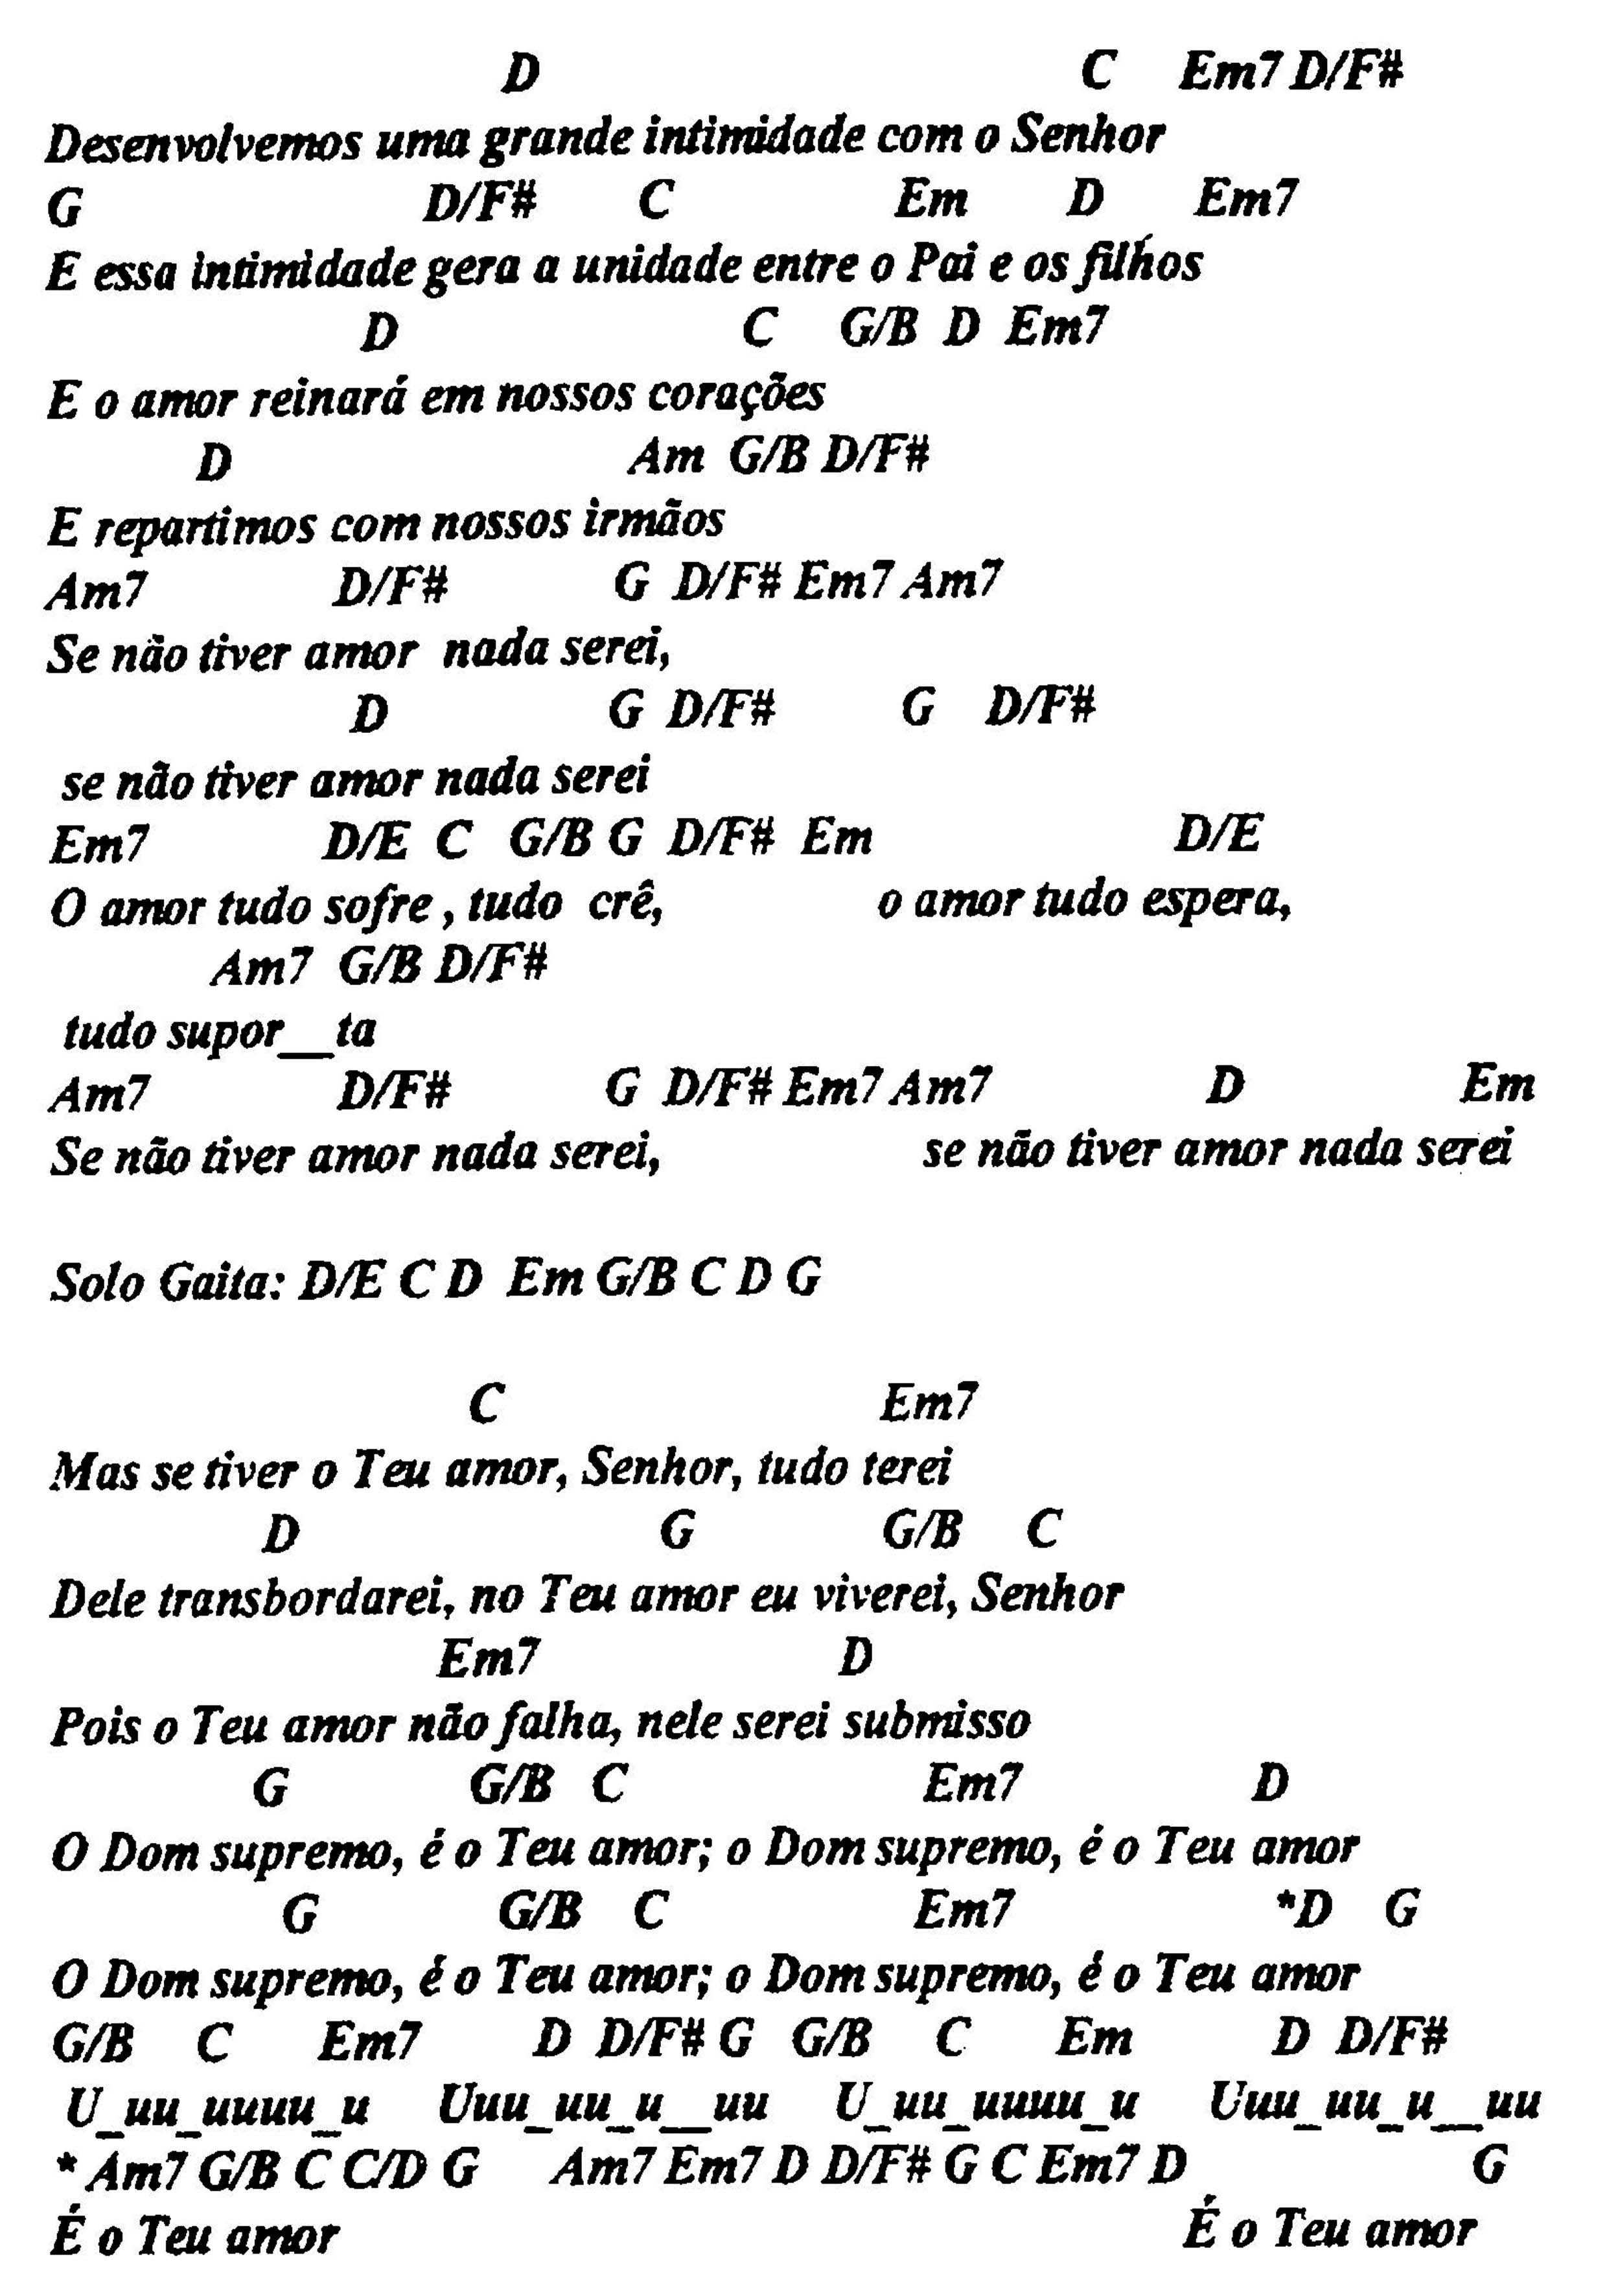 D C Em7 D/F#
Desenvolvemos uma grande intimidade com o Senhor
G D/F# C Em D Em7
E essa intimidade gera a unidade entre o Pai e os filhos
D C G/B D Em7
E o amor reinará em nossos corações
D Am G/B D/F#
E repartimos com nossos irmãos
Am7 D/F# G D/F# Em7 Am7
Se não tiver amor nada serei,
D G D/F# G D/F#
se não tiver amor nada serei
Em7 D/E C G/B G D/F# Em D/E
O amor tudo sofre , tudo crê, o amor tudo espera,
Am7 G/B D/F#
tudo supor__ta
Am7 D/F# G D/F# Em7 Am7 D Em
Se não tiver amor nada serei, se não tiver amor nada serei
Solo Gaita: D/E C D Em G/B C D G
C Em7
Mas se tiver o Teu amor, Senhor, tudo terei
D G G/B C
Dele transbordarei, no Teu amor eu viverei, Senhor
Em7 D
Pois o Teu amor não falha, nele serei submisso
G G/B C Em7 D
O Dom supremo, é o Teu amor; o Dom supremo, é o Teu amor
G G/B C Em7 *D G
O Dom supremo, é o Teu amor; o Dom supremo, é o Teu amor
G/B C Em7 D D/F# G G/B C Em D D/F#
U_uu_uuuu_u Uuu_uu_u__uu U_uu_uuuu_u Uuu_uu_u__uu
* Am7 G/B C C/D G Am7 Em7 D D/F# G C Em7 D G
É o Teu amor É o Teu amor